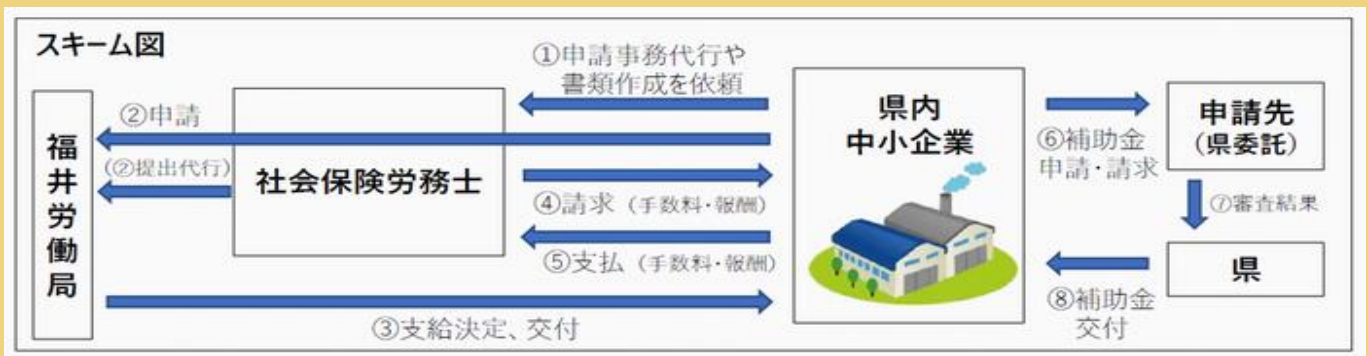 スキーム図
①申請事務代行や
書類作成を依頼
②申請
(②提出代行)
福井労働局
社会保険労務士
④請求(手数料・報酬)
⑤支払(手数料・報酬)
③支給決定、交付
県内
中小企業
⑥補助金
申請・請求
申請先
(県委託)
⑦審査結果
県
⑧補助金
交付